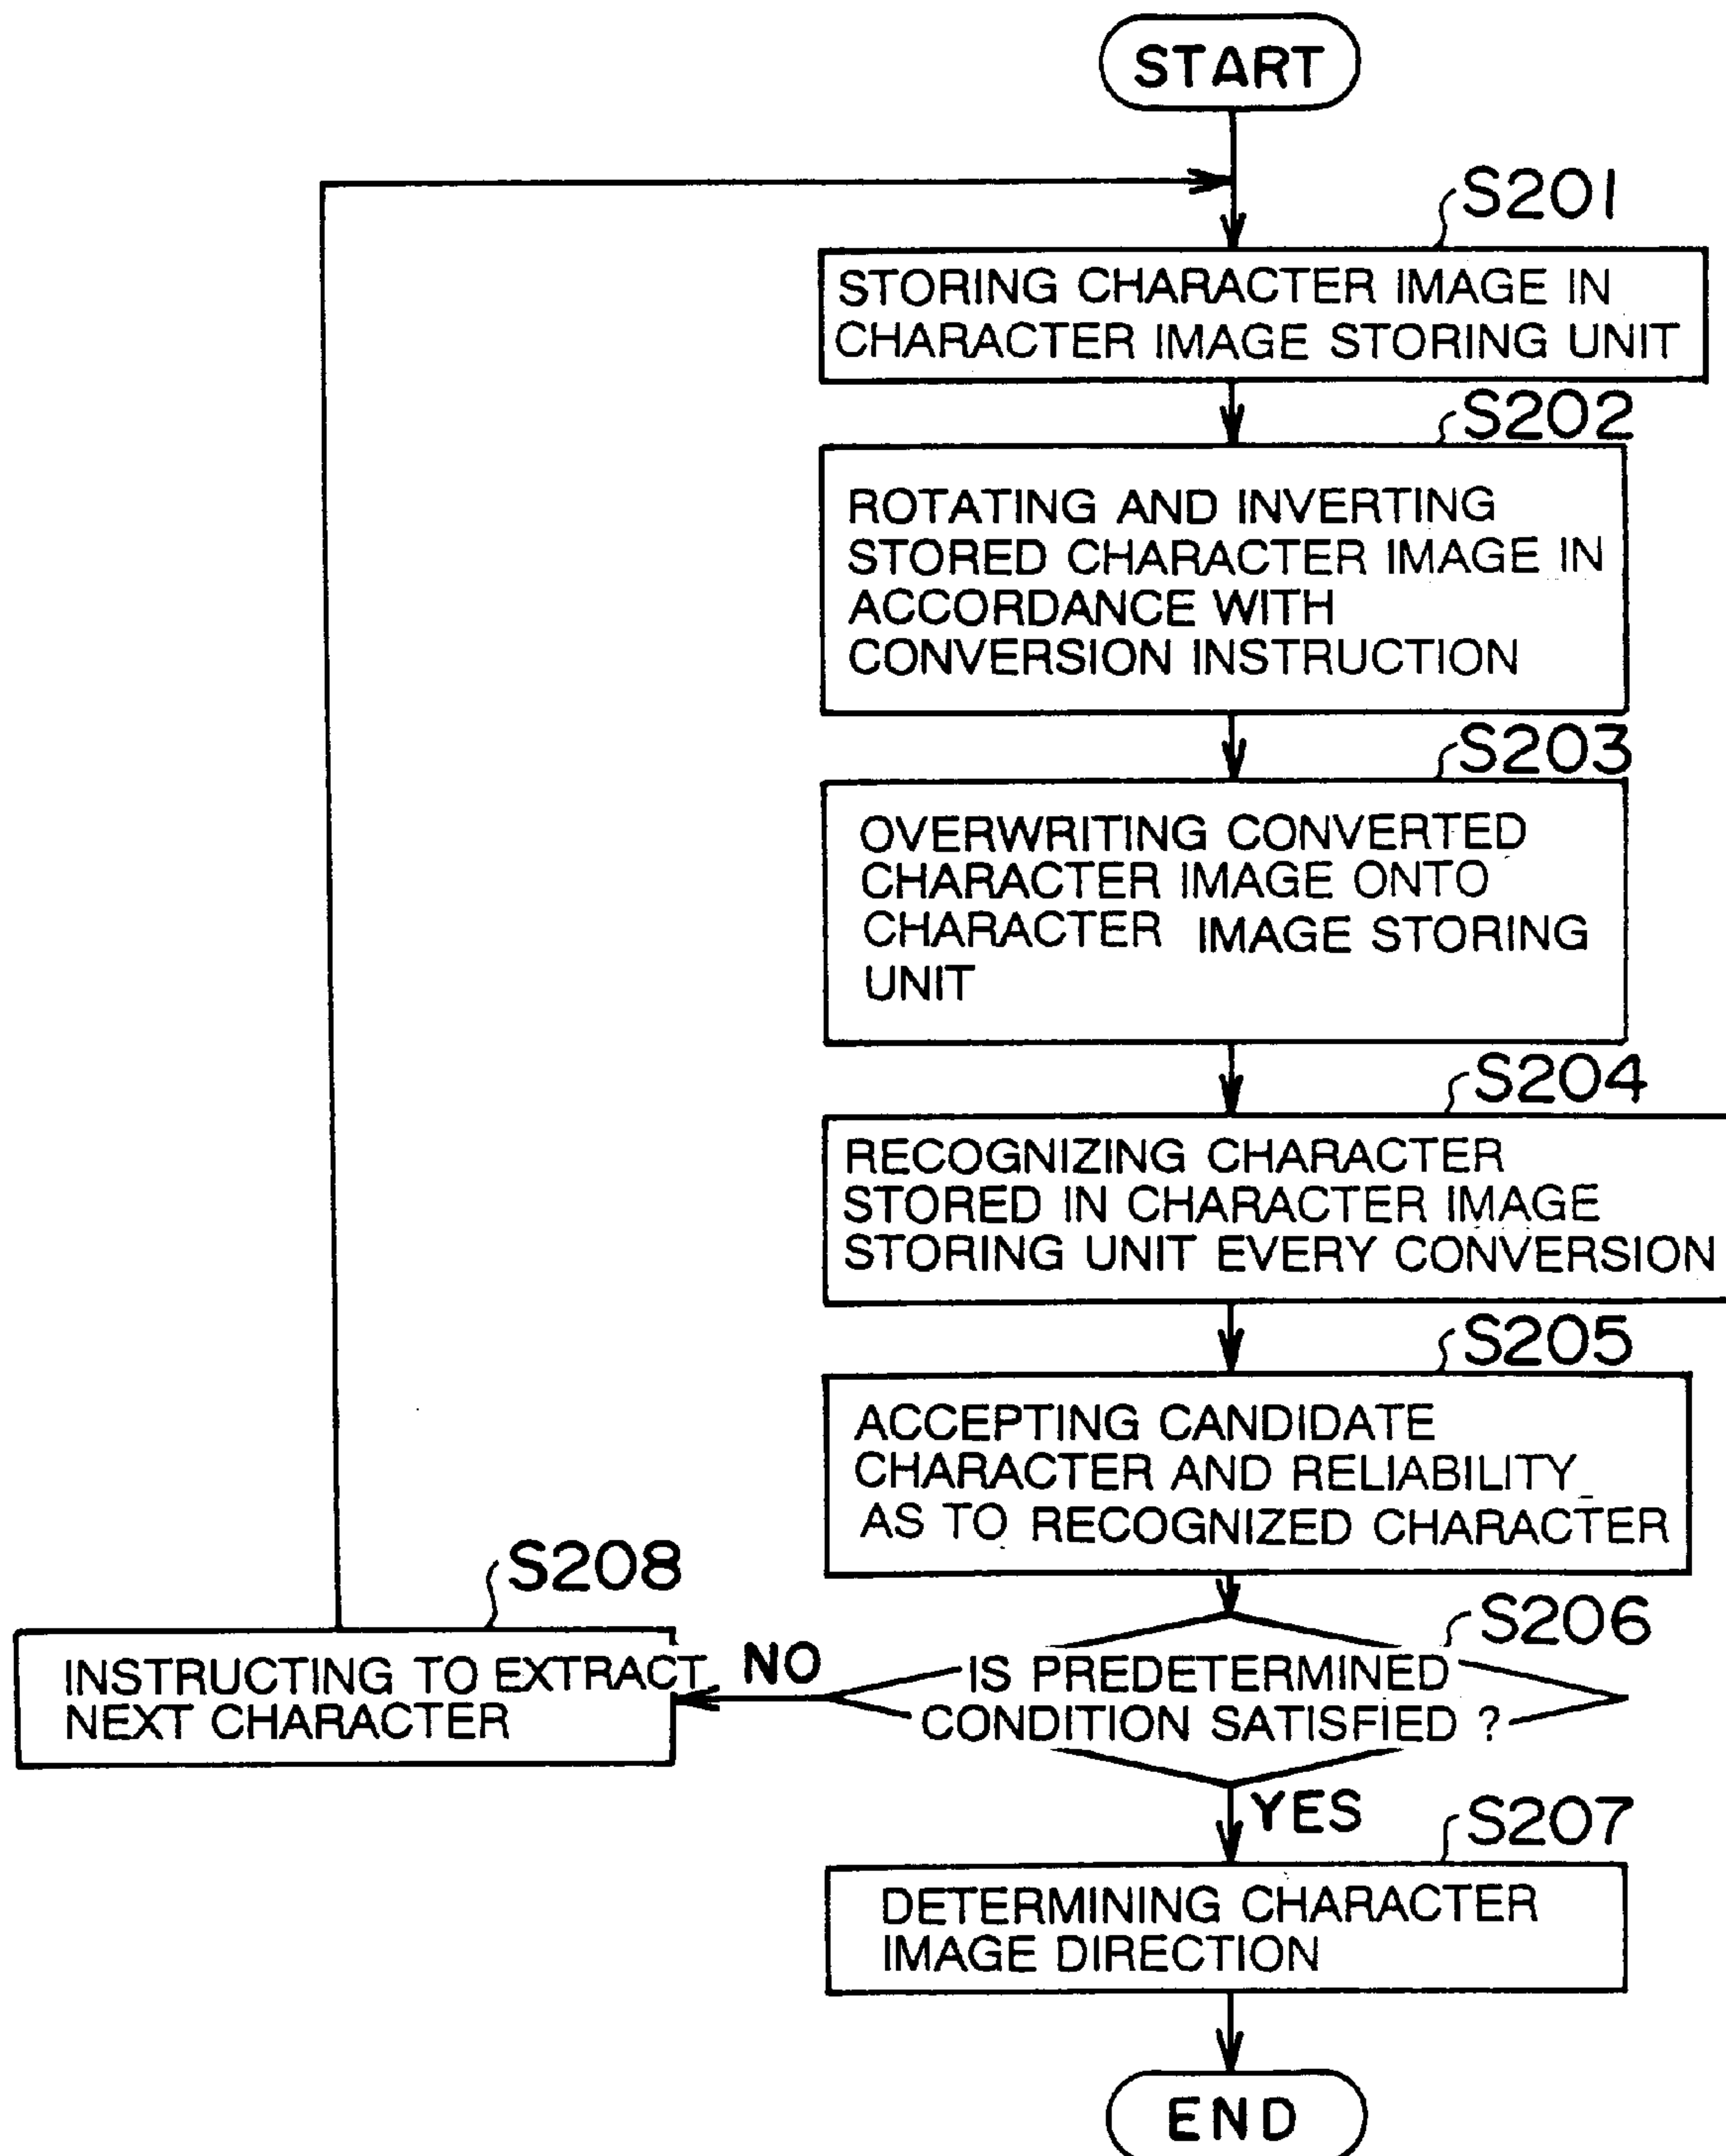 START
S201
STORING CHARACTER IMAGE IN
CHARACTER IMAGE STORING UNIT
S202
ROTATING AND INVERTING
STORED CHARACTER IMAGE IN
ACCORDANCE WITH
CONVERSION INSTRUCTION
S203
OVERWRITING CONVERTED
CHARACTER IMAGE ONTO
CHARACTER IMAGE STORING
UNIT
S204
RECOGNIZING CHARACTER
STORED IN CHARACTER IMAGE
STORING UNIT EVERY CONVERSION
S205
ACCEPTING CANDIDATE
CHARACTER AND RELIABILITY
AS TO RECOGNIZED CHARACTER
S206
IS PREDETERMINED
CONDITION SATISFIED ?
NO
S208
INSTRUCTING TO EXTRACT
NEXT CHARACTER
YES
S207
DETERMINING CHARACTER
IMAGE DIRECTION
END